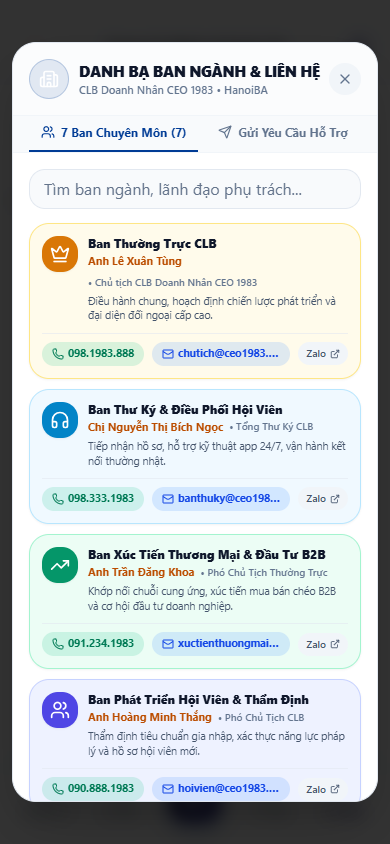 DANH BẠ BAN NGÀNH & LIÊN HỆ
CLB Doanh Nhân CEO 1983 • HanoiBA
7 Ban Chuyên Môn (7)
Gửi Yêu Cầu Hỗ Trợ
Tìm ban ngành, lãnh đạo phụ trách...
Ban Thường Trực CLB
Anh Lê Xuân Tùng
• Chủ tịch CLB Doanh Nhân CEO 1983
Điều hành chung, hoạch định chiến lược phát triển và
đại diện đối ngoại cấp cao.
098.1983.888
chutich@ceo1983....
Zalo
Ban Thư Ký & Điều Phối Hội Viên
Chị Nguyễn Thị Bích Ngọc • Tổng Thư Ký CLB
Tiếp nhận hồ sơ, hỗ trợ kỹ thuật app 24/7, vận hành kết
nối thường nhật.
098.333.1983
banthuky@ceo198...
Zalo
Ban Xúc Tiến Thương Mại & Đầu Tư B2B
Anh Trần Đăng Khoa • Phó Chủ Tịch Thường Trực
Khớp nối chuỗi cung ứng, xúc tiến mua bán chéo B2B
và cơ hội đầu tư doanh nghiệp.
091.234.1983
xuctienthuongmai...
Zalo
Ban Phát Triển Hội Viên & Thẩm Định
Anh Hoàng Minh Thắng • Phó Chủ Tịch CLB
Thẩm định tiêu chuẩn gia nhập, xác thực năng lực pháp
lý và hồ sơ hội viên mới.
090.888.1983
hoivien@ceo1983....
Zalo